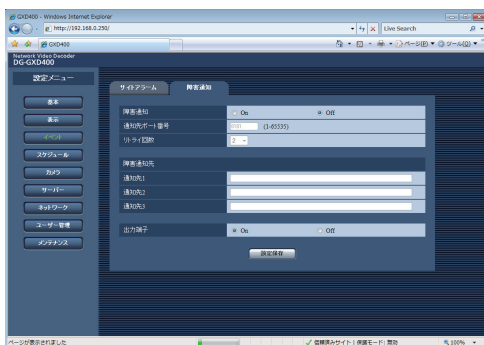 GXD400 - Windows Internet Explorer
http://192.168.0.250/
Live Search
GXD400
ページ(P) ツール(O)
Network Video Decoder
DG-GXD400
設定メニュー
基本
表示
イベント
スケジュール
カメラ
サーバー
ネットワーク
ユーザー管理
メンテナンス
サイトアラーム 障害通知
障害通知 On Off
通知先ポート番号 (1-65535)
リトライ回数 2
障害通知先
通知先1
通知先2
通知先3
出力端子 On Off
設定保存
ページが表示されました 信頼済みサイト | 保護モード: 無効 100%